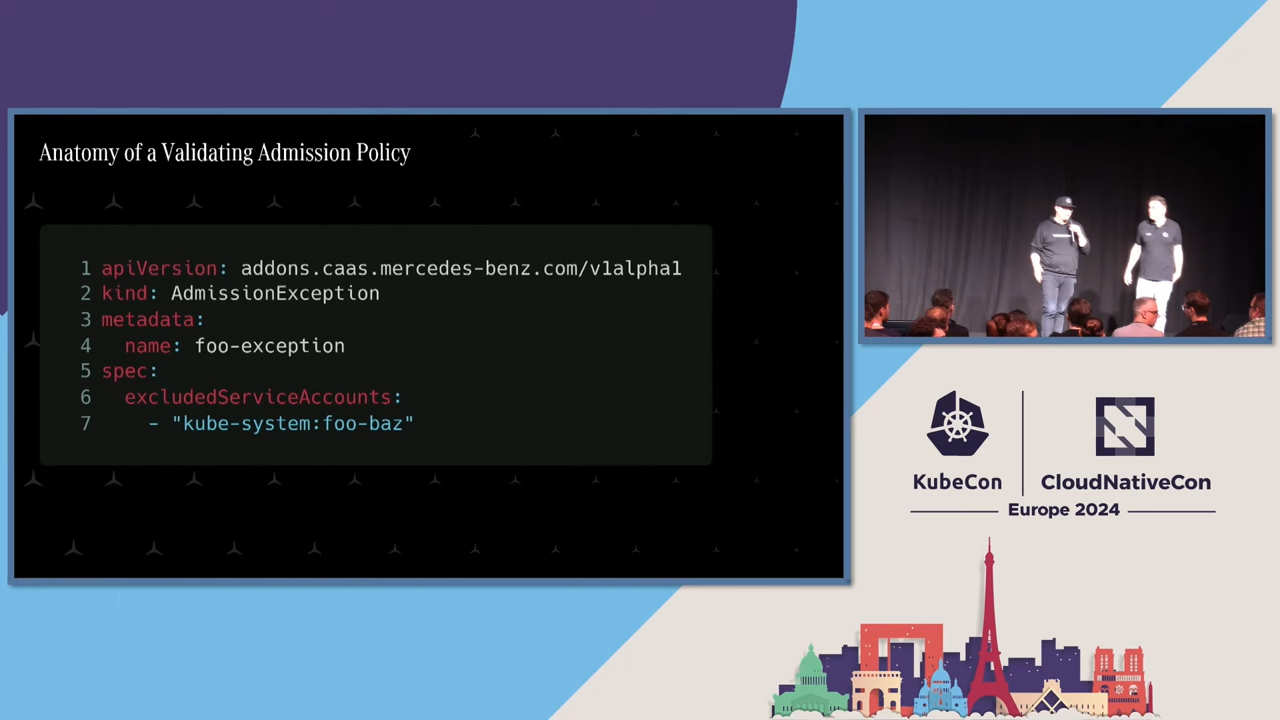 Anatomy of a Validating Admission Policy
1 apiVersion: addons.caas.mercedes-benz.com/v1alpha1
2 kind: AdmissionException
3 metadata:
4   name: foo-exception
5 spec:
6   excludedServiceAccounts:
7     - "kube-system:foo-baz"
KubeCon
CloudNativeCon
Europe 2024